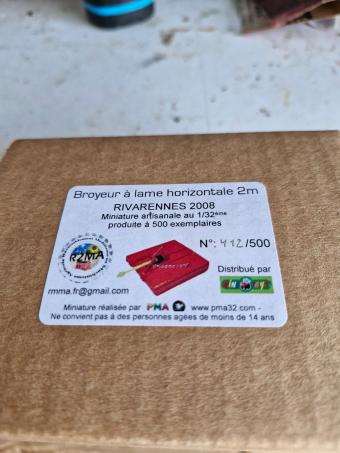 Broyeur à lame horizontale 2m
RIVARENNES 2008
Miniature artisanale au 1/32ème
produite à 500 exemplaires
N°: 412/500
R2MA
Distribué par
rmma.fr@gmail.com
Miniature réalisée par PMA www.pma32.com -
Ne convient pas à des personnes agées de moins de 14 ans